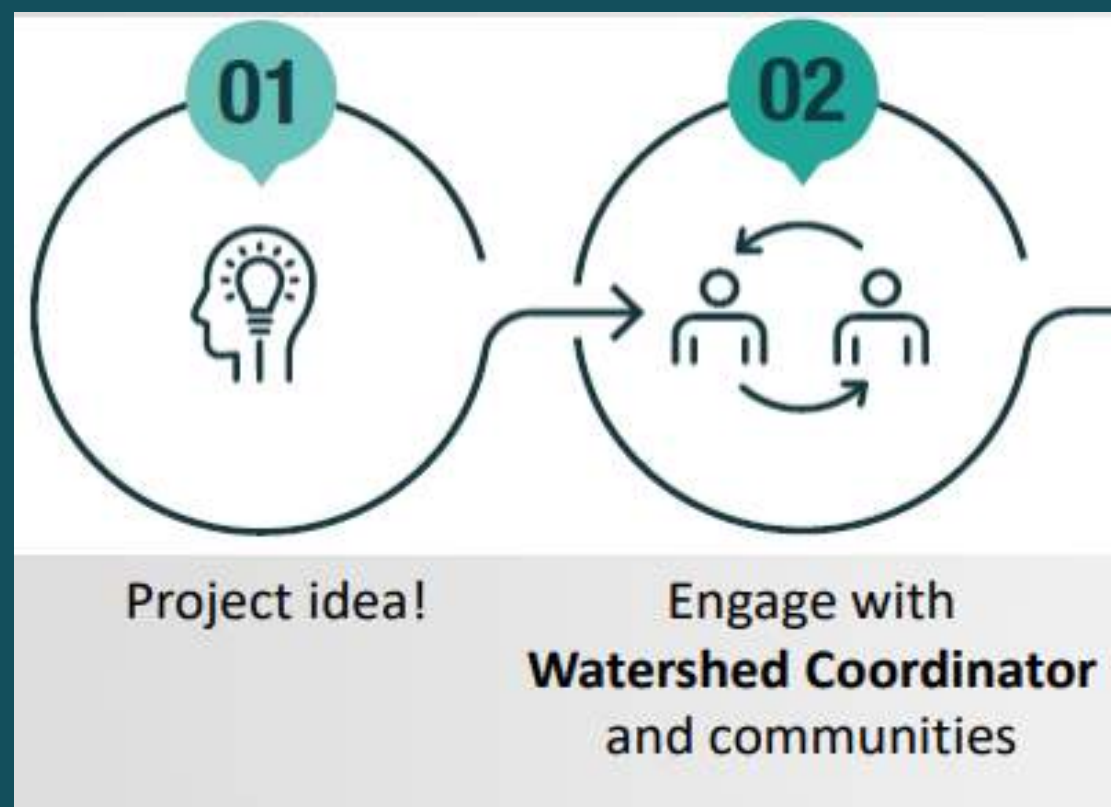 01
02
Project idea!
Engage with
Watershed Coordinator
and communities